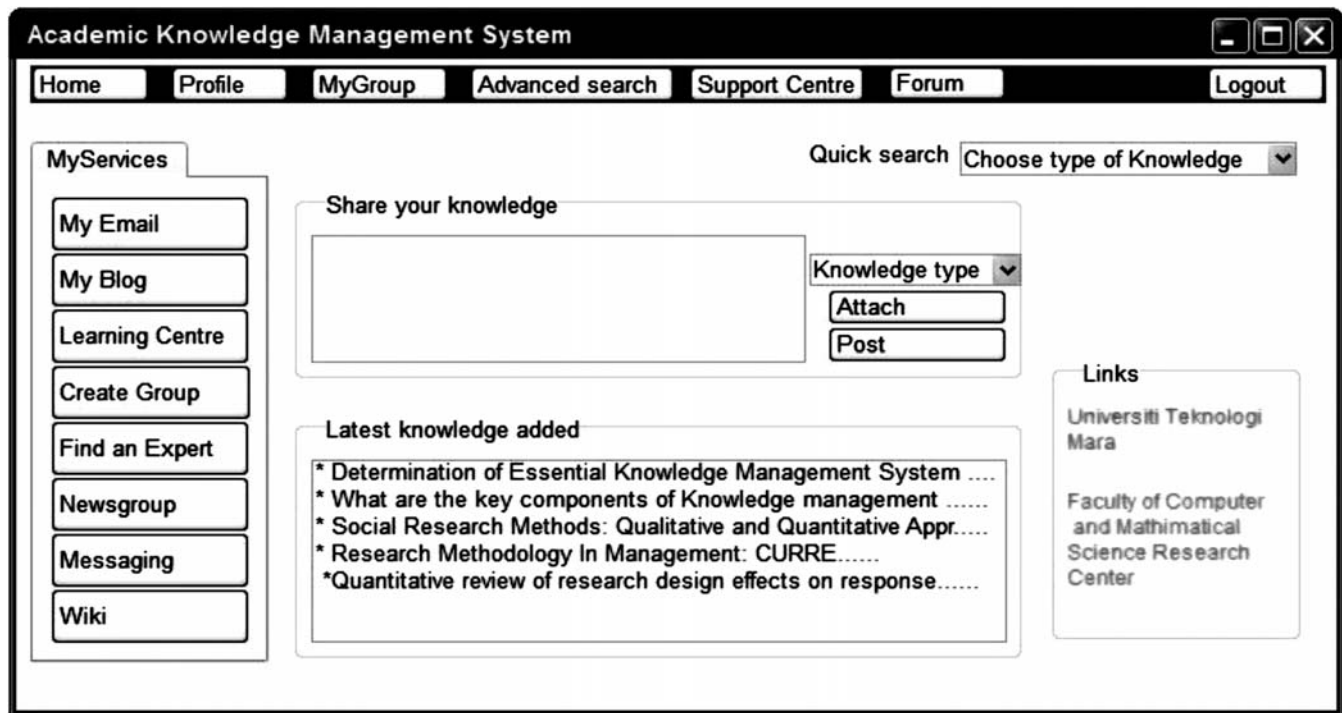 Academic Knowledge Management System
Home Profile MyGroup Advanced search Support Centre Forum Logout
MyServices
My Email
My Blog
Learning Centre
Create Group
Find an Expert
Newsgroup
Messaging
Wiki
Quick search Choose type of Knowledge
Share your knowledge
Knowledge type
Attach
Post
Latest knowledge added
* Determination of Essential Knowledge Management System ....
* What are the key components of Knowledge management ......
* Social Research Methods: Qualitative and Quantitative Appr.....
* Research Methodology In Management: CURRE......
*Quantitative review of research design effects on response......
Links
Universiti Teknologi
Mara
Faculty of Computer
and Mathimatical
Science Research
Center